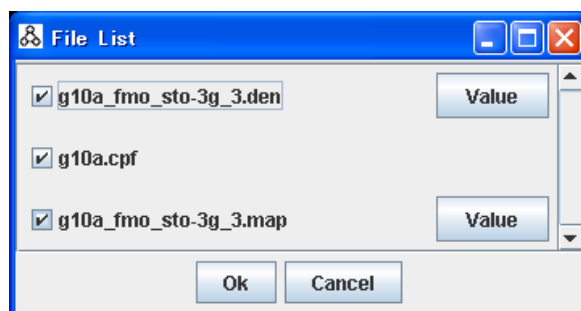 File List
g10a_fmo_sto-3g_3.den Value
g10a.cpf
g10a_fmo_sto-3g_3.map Value
Ok Cancel